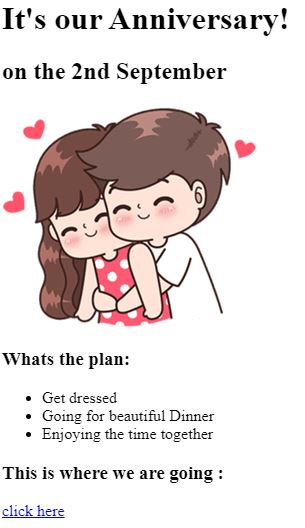 It's our Anniversary!
on the 2nd September
Whats the plan:
Get dressed
Going for beautiful Dinner
Enjoying the time together
This is where we are going :
click here